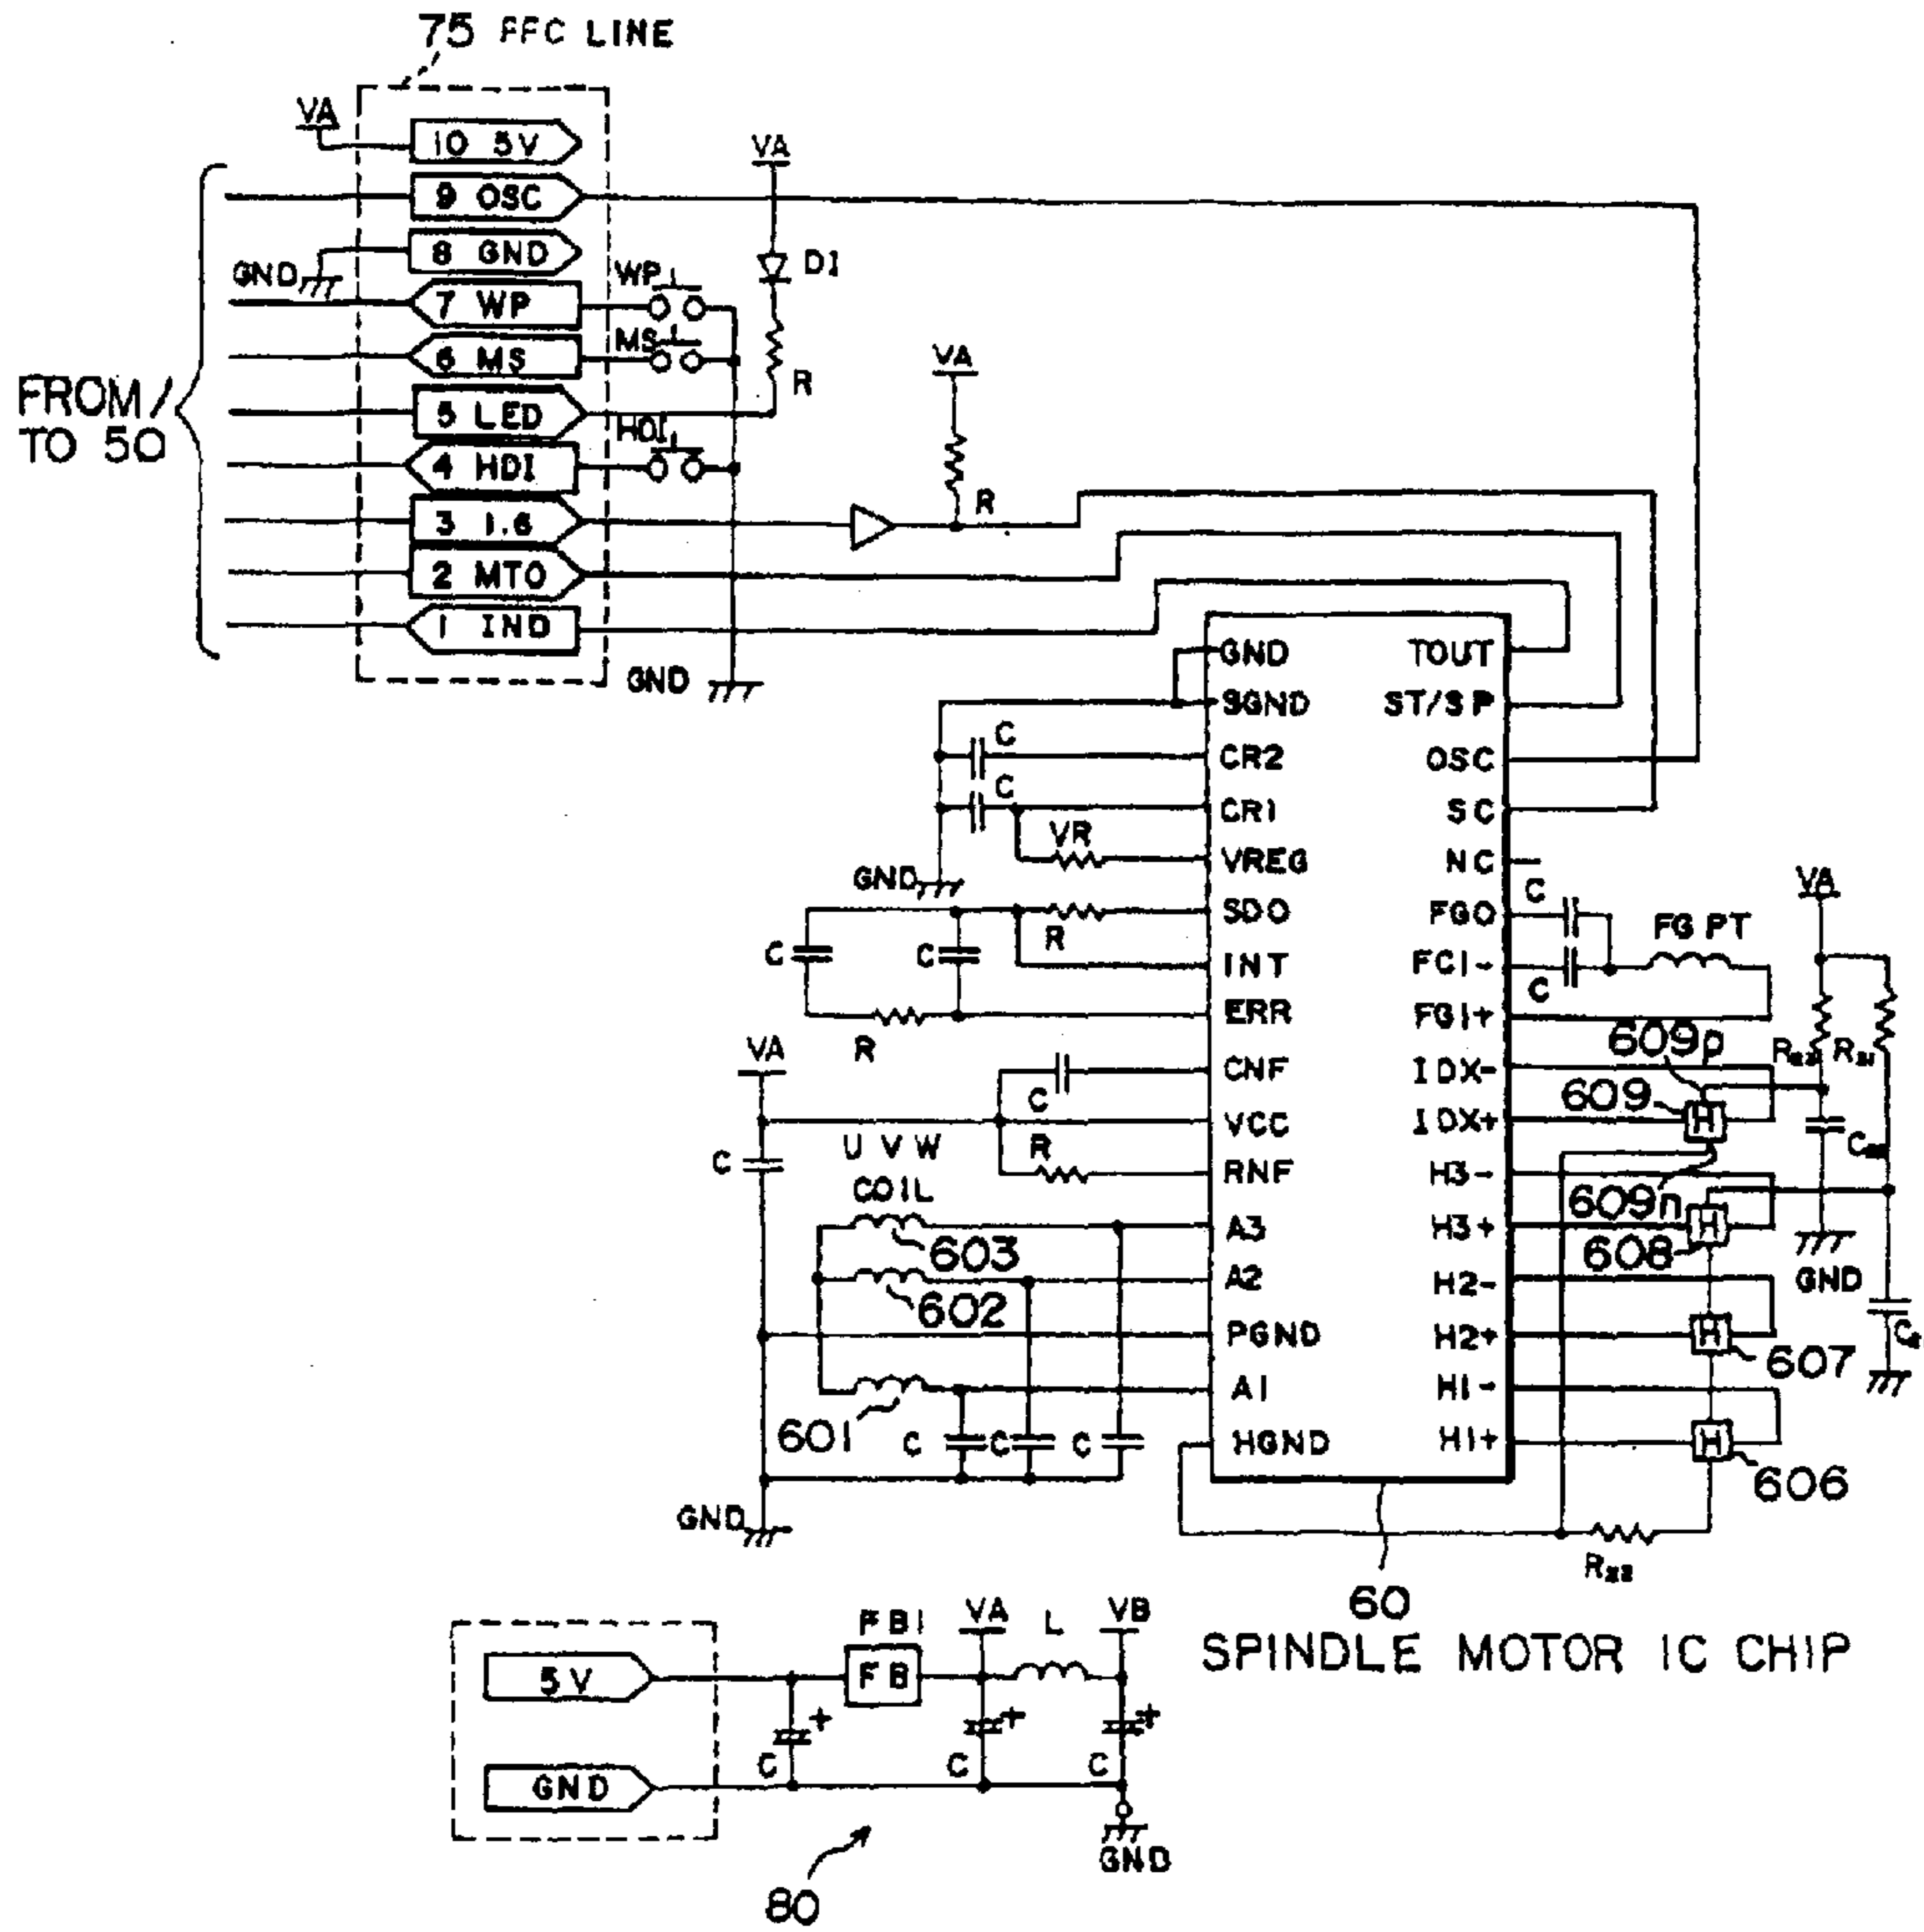 75 FFC LINE
VA
10 5V
9 OSC
8 GND
GND
7 WP
WP
6 MS
MS
5 LED
4 HDI
HDI
3 1.6
2 MTO
1 IND
GND
FROM/
TO 50
VA
D1
R
VA
R
GND
SGND
CR2
CR1
VREG
SDO
INT
ERR
CNF
VCC
RNF
A3
A2
PGND
A1
HGND
TOUT
ST/SP
OSC
SC
NC
FGO
FCI-
FGI+
IDX-
IDX+
H3-
H3+
H2-
H2+
H1-
H1+
C
C
VR
GND
R
C
C
R
VA
C
C
U V W
COIL
R
603
602
601
C
C
C
GND
C
C
FG PT
VA
609p
609
H
609n
H
608
GND
H
607
H
606
60
SPINDLE MOTOR IC CHIP
5V
GND
FB1
FB
VA
L
VB
+
C
+
C
+
C
GND
80